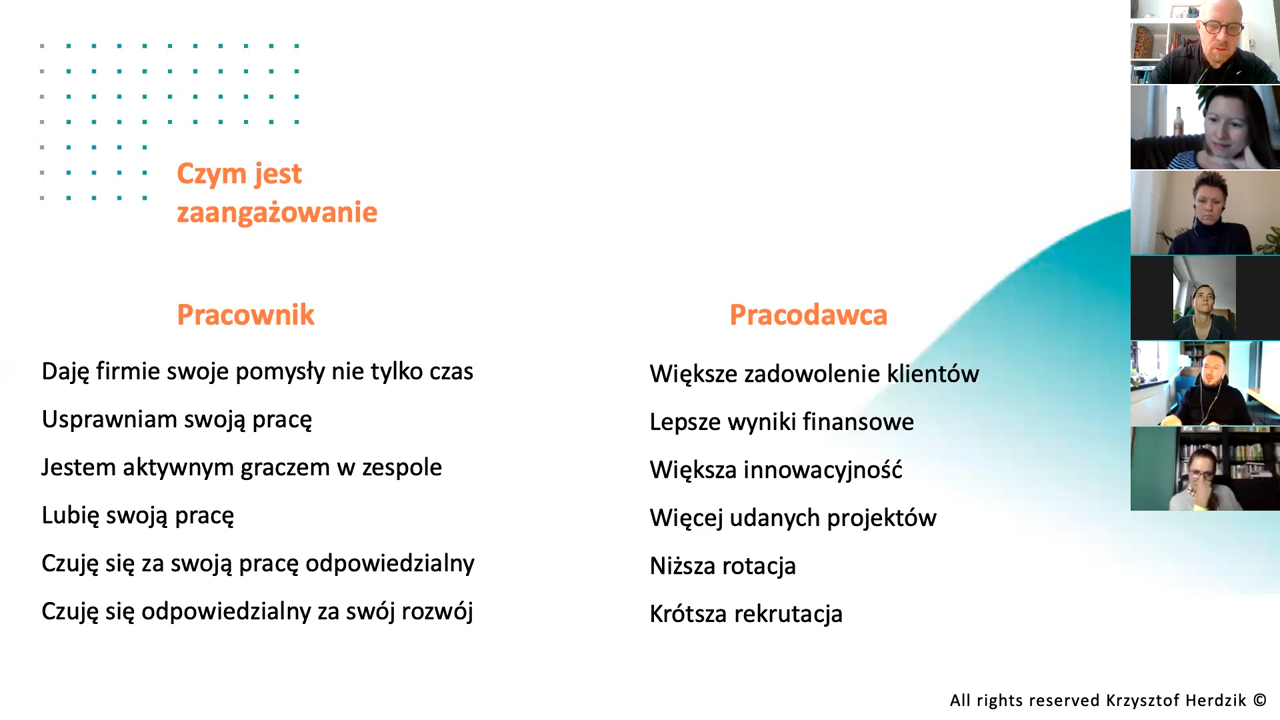 Czym jest
zaangażowanie
Pracownik
Daję firmie swoje pomysły nie tylko czas
Usprawniam swoją pracę
Jestem aktywnym graczem w zespole
Lubię swoją pracę
Czuję się za swoją pracę odpowiedzialny
Czuję się odpowiedzialny za swój rozwój
Pracodawca
Większe zadowolenie klientów
Lepsze wyniki finansowe
Większa innowacyjność
Więcej udanych projektów
Niższa rotacja
Krótsza rekrutacja
All rights reserved Krzysztof Herdzik ©